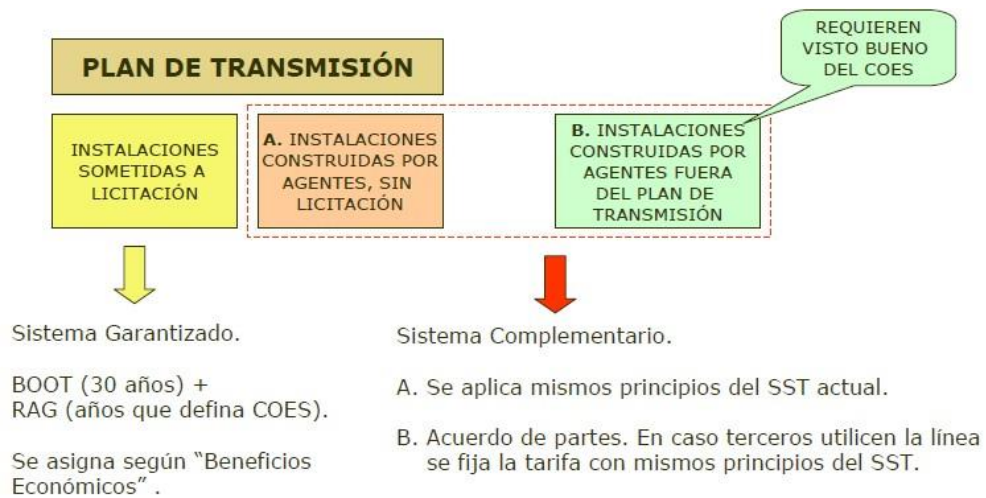 REQUIEREN
VISTO BUENO
DEL COES
PLAN DE TRANSMISIÓN
INSTALACIONES
SOMETIDAS A
LICITACIÓN
A. INSTALACIONES
CONSTRUIDAS POR
AGENTES, SIN
LICITACIÓN
B. INSTALACIONES
CONSTRUIDAS POR
AGENTES FUERA
DEL PLAN DE
TRANSMISIÓN
Sistema Garantizado.
BOOT (30 años) +
RAG (años que defina COES).
Se asigna según “Beneficios
Económicos” .
Sistema Complementario.
A. Se aplica mismos principios del SST actual.
B. Acuerdo de partes. En caso terceros utilicen la línea
se fija la tarifa con mismos principios del SST.